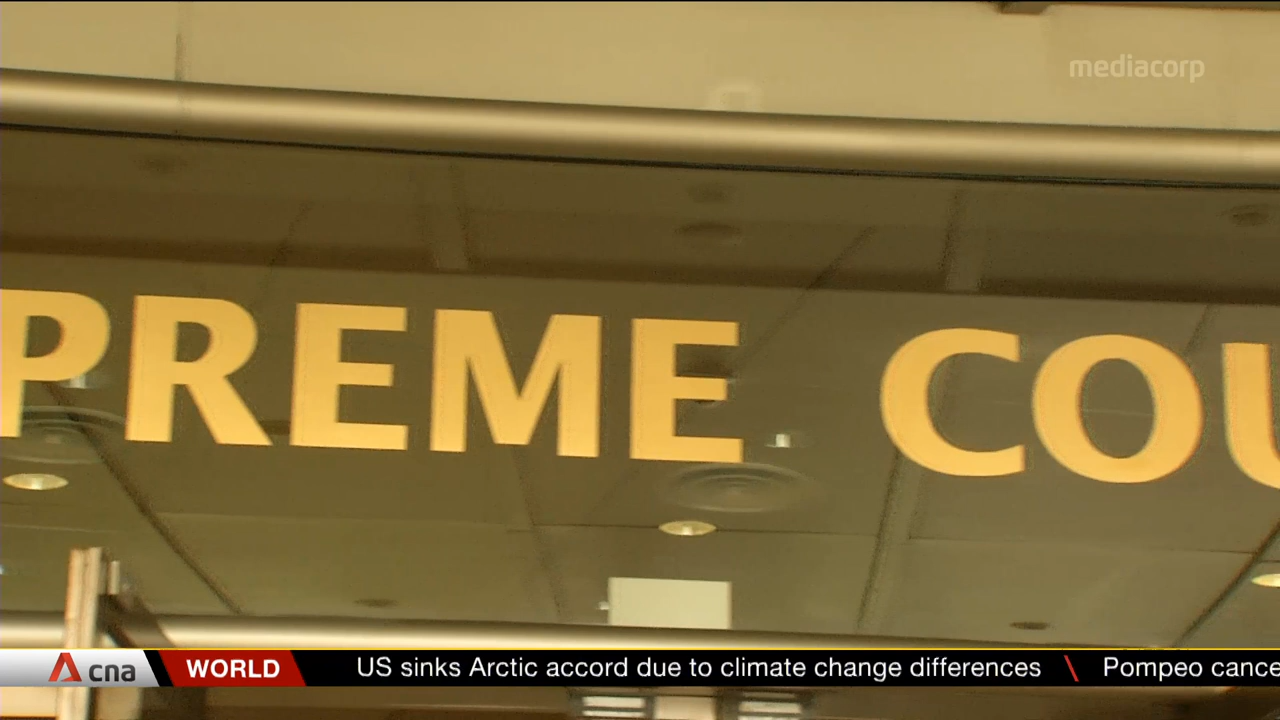 mediacorp
PREME COU
cna WORLD US sinks Arctic accord due to climate change differences \ Pompeo cance